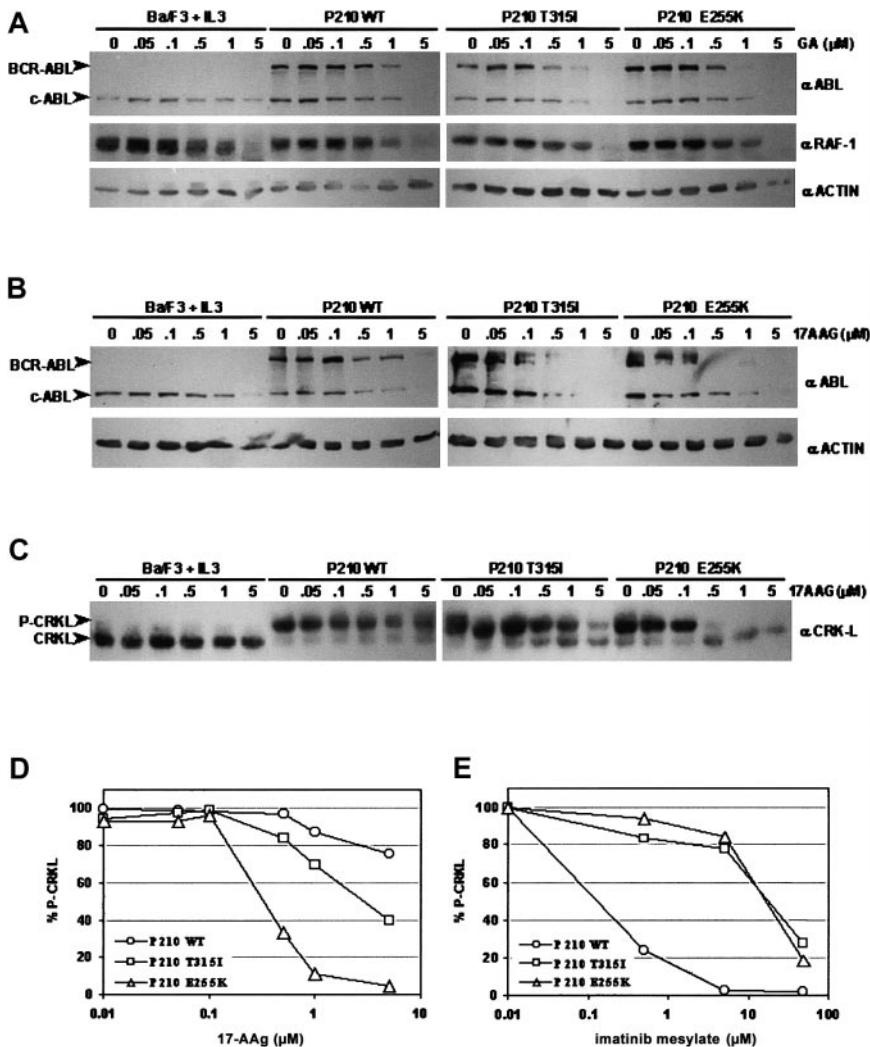 A
Ba/F3 + IL3 P210 WT P210 T315I P210 E255K
0 .05 .1 .5 1 5 0 .05 .1 .5 1 5 0 .05 .1 .5 1 5 0 .05 .1 .5 1 5 GA (µM)
BCR-ABL
α ABL
c-ABL
α RAF-1
α ACTIN
B
Ba/F3 + IL3 P210 WT P210 T315I P210 E255K
0 .05 .1 .5 1 5 0 .05 .1 .5 1 5 0 .05 .1 .5 1 5 0 .05 .1 .5 1 5 17AAG (µM)
BCR-ABL
α ABL
c-ABL
α ACTIN
C
Ba/F3 + IL3 P210 WT P210 T315I P210 E255K
0 .05 .1 .5 1 5 0 .05 .1 .5 1 5 0 .05 .1 .5 1 5 0 .05 .1 .5 1 5 17AAG (µM)
P-CRKL
CRKL
α CRK-L
D
% P-CRKL
100
80
60
40
20
0
P 210 WT
P 210 T315I
P 210 E255K
0.01 0.1 1 10
17-AAg (µM)
E
% P-CRKL
100
80
60
40
20
0
P 210 WT
P 210 T315I
P 210 E255K
0.01 0.1 1 10 100
imatinib mesylate (µM)